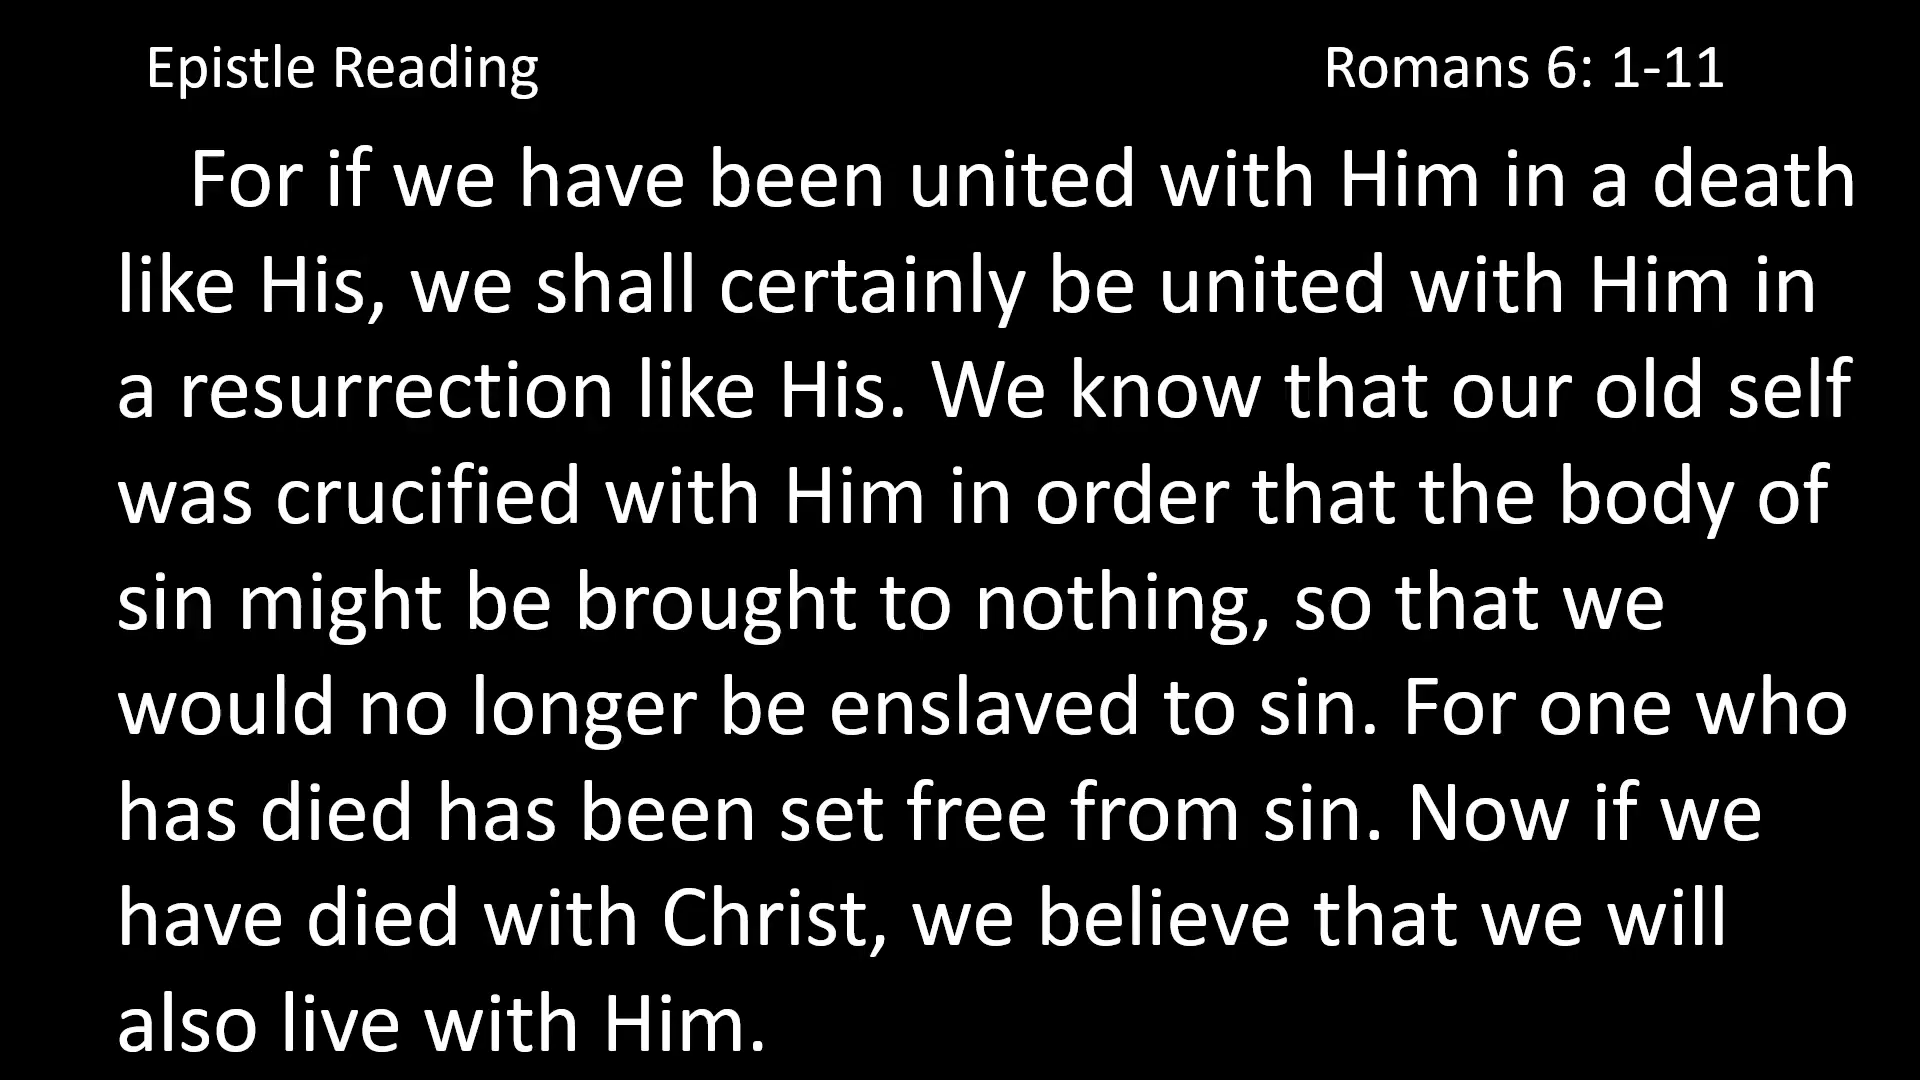 Epistle Reading Romans 6: 1-11
For if we have been united with Him in a death
like His, we shall certainly be united with Him in
a resurrection like His. We know that our old self
was crucified with Him in order that the body of
sin might be brought to nothing, so that we
would no longer be enslaved to sin. For one who
has died has been set free from sin. Now if we
have died with Christ, we believe that we will
also live with Him.